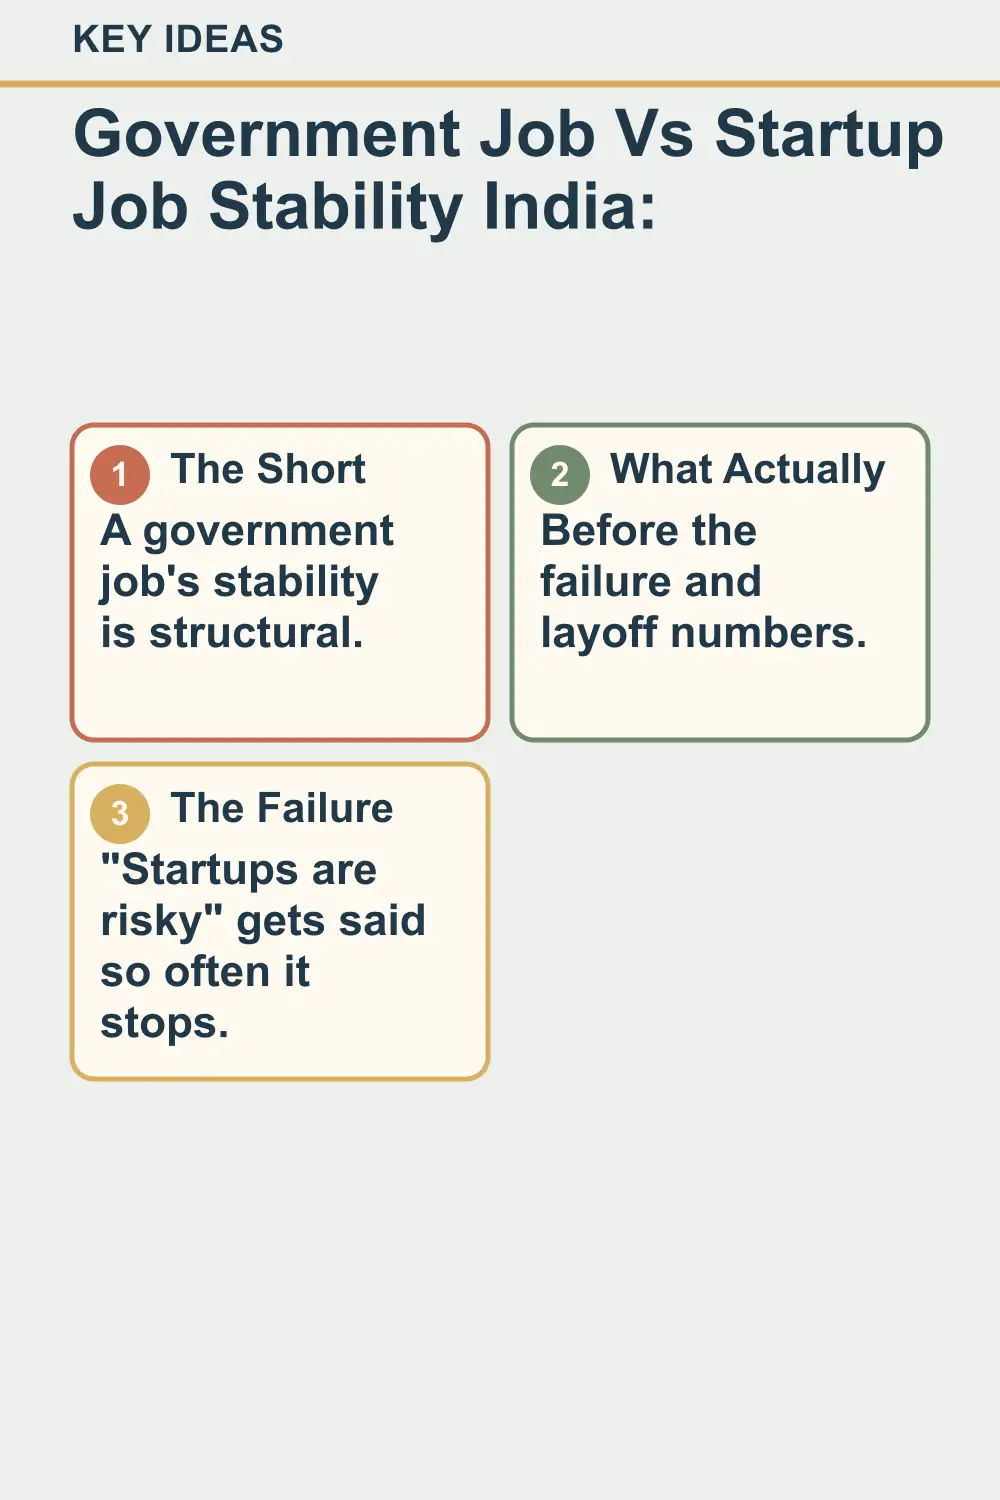 KEY IDEAS
Government Job Vs Startup
Job Stability India:
1 The Short
A government
job's stability
is structural.
2 What Actually
Before the
failure and
layoff numbers.
3 The Failure
"Startups are
risky" gets said
so often it
stops.